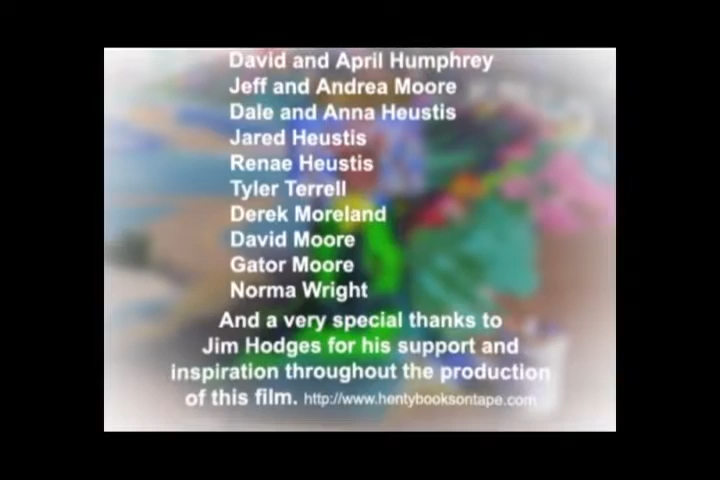 David and April Humphrey
Jeff and Andrea Moore
Dale and Anna Heustis
Jared Heustis
Renae Heustis
Tyler Terrell
Derek Moreland
David Moore
Gator Moore
Norma Wright
And a very special thanks to
Jim Hodges for his support and
inspiration throughout the production
of this film. http://www.hentybooksontape.com